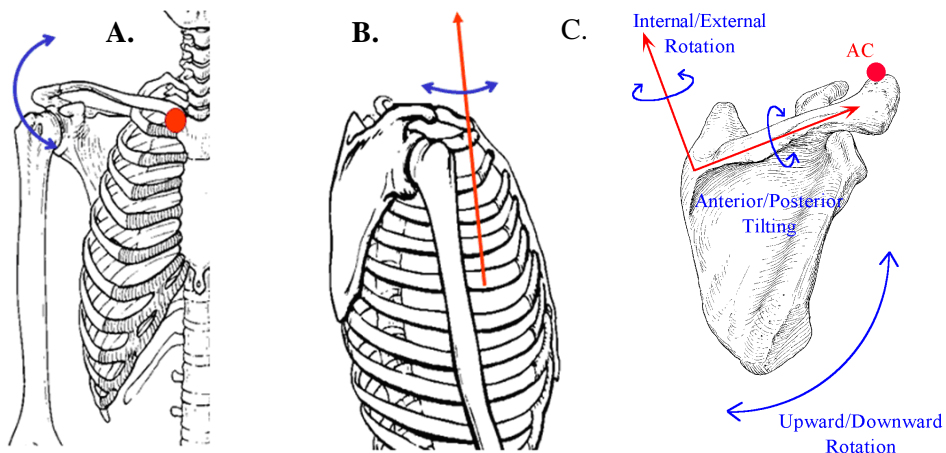 A.
B.
C.
Internal/External
Rotation
AC
Anterior/Posterior
Tilting
Upward/Downward
Rotation